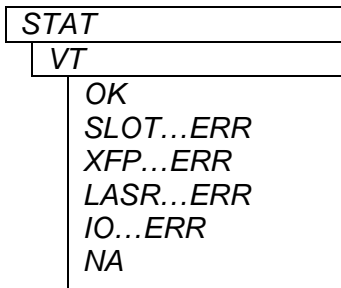 STAT
VT
OK
SLOT…ERR
XFP…ERR
LASR…ERR
IO…ERR
NA